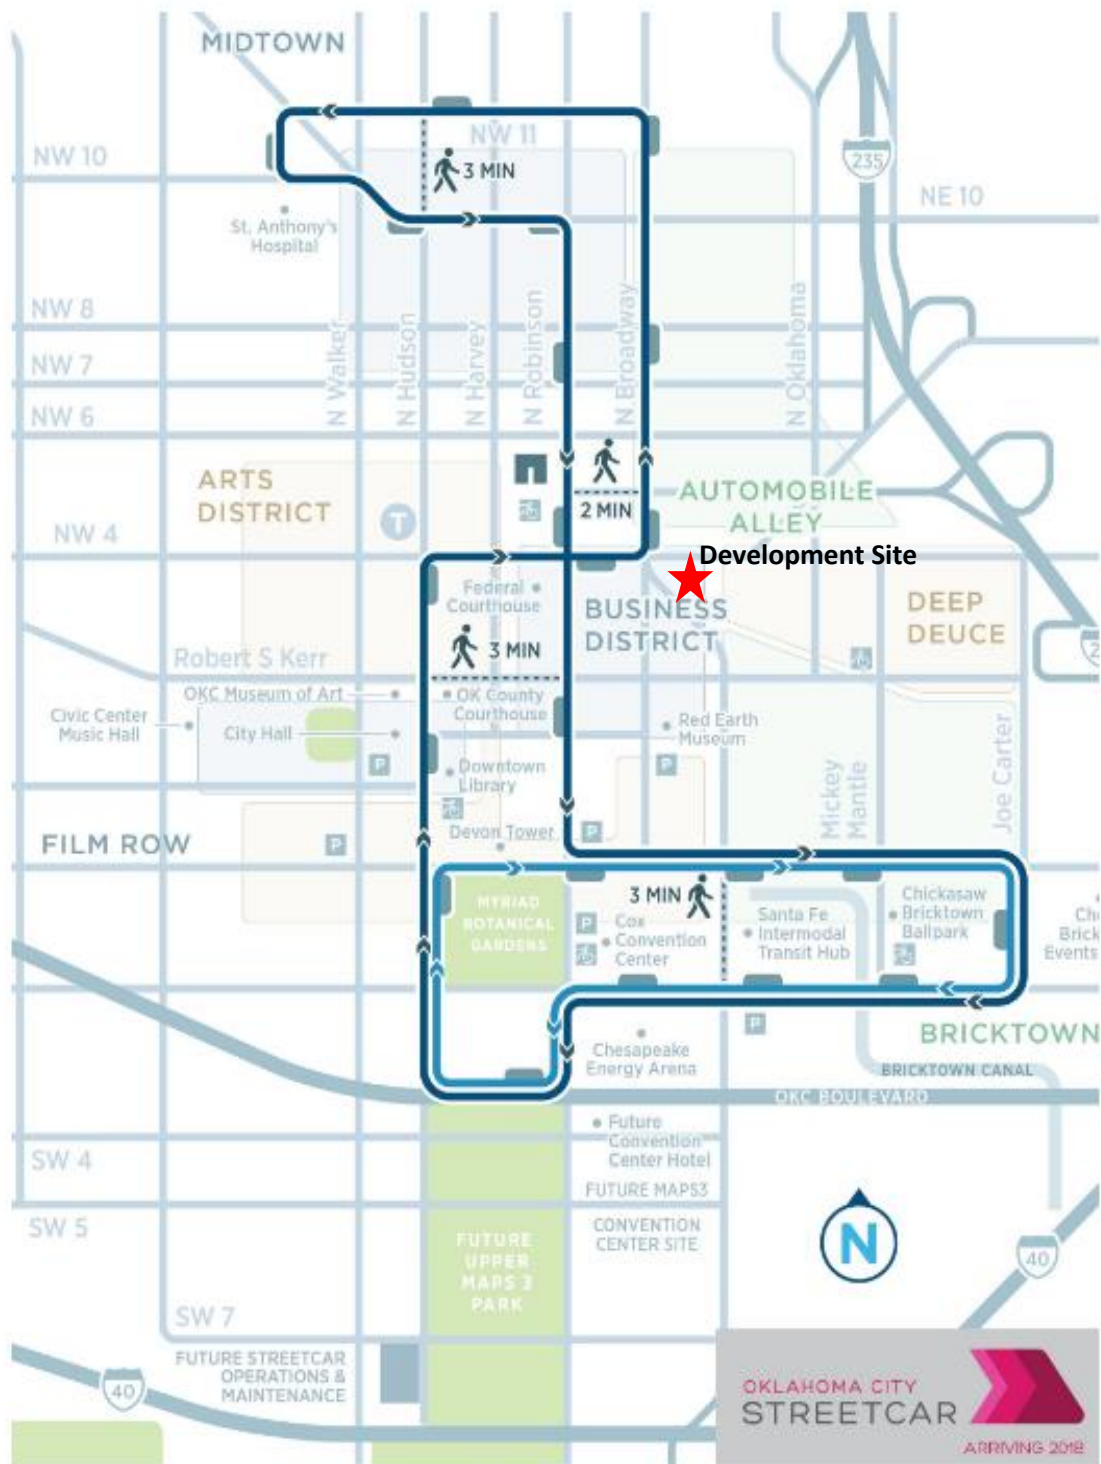 MIDTOWN
NW 11
NW 10
3 MIN
235
NE 10
St. Anthony's
Hospital
NW 8
NW 7
NW 6
N Walker
N Hudson
N Harvey
N Robinson
N Broadway
N Oklahoma
ARTS
DISTRICT
T
2 MIN
AUTOMOBILE
ALLEY
NW 4
Development Site
Federal
Courthouse
BUSINESS
DISTRICT
DEEP
DEUCE
2
3 MIN
Robert S Kerr
OKC Museum of Art
OK County
Courthouse
Civic Center
Music Hall
City Hall
Red Earth
Museum
P
P
Downtown
Library
Mickey
Mantle
Joe Carter
FILM ROW
P
Devon Tower
P
MYRIAD
BOTANICAL
GARDENS
3 MIN
P
Cox
Convention
Center
Santa Fe
Intermodal
Transit Hub
Chickasaw
Bricktown
Ballpark
Ch
Brick
Events
P
BRICKTOWN
Chesapeake
Energy Arena
BRICKTOWN CANAL
OKC BOULEVARD
Future
Convention
Center Hotel
SW 4
FUTURE MAPS3
CONVENTION
CENTER SITE
SW 5
FUTURE
UPPER
MAPS 3
PARK
N
40
SW 7
FUTURE STREETCAR
OPERATIONS &
MAINTENANCE
40
OKLAHOMA CITY
STREETCAR
ARRIVING 2018